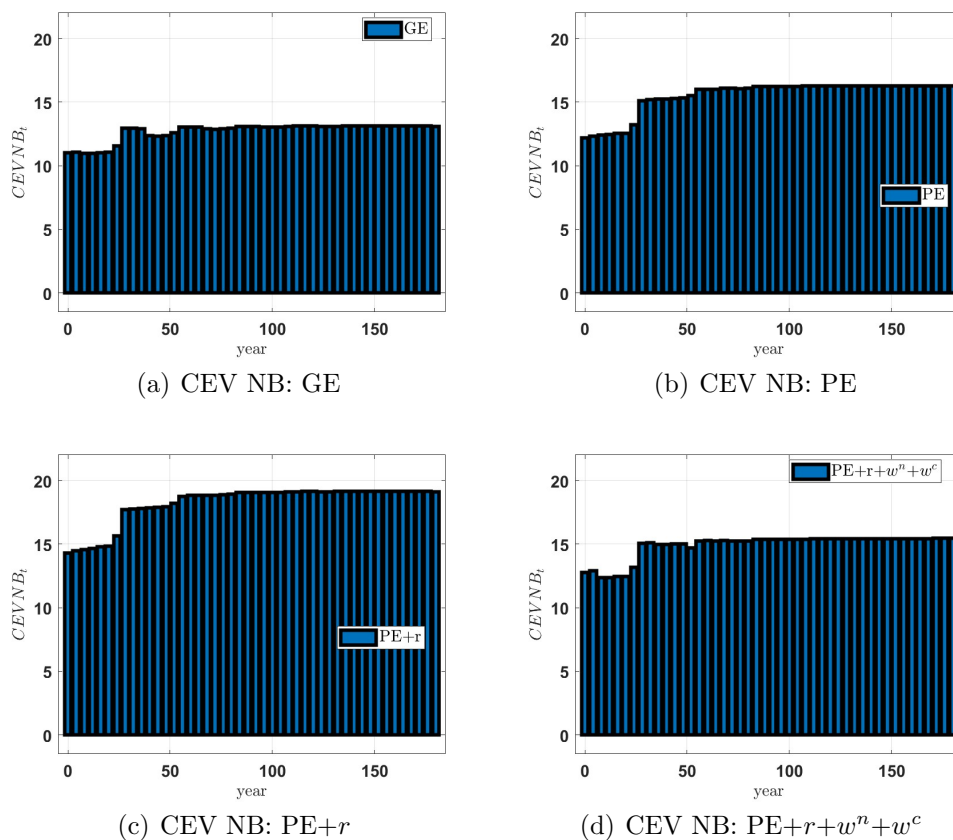 GE
20
15
10
5
0
CEVNB_t
0 50 100 150
year
(a) CEV NB: GE
PE
20
15
10
5
0
CEVNB_t
0 50 100 150
year
(b) CEV NB: PE
PE+r
20
15
10
5
0
CEVNB_t
0 50 100 150
year
(c) CEV NB: PE+r
PE+r+w^n+w^c
20
15
10
5
0
CEVNB_t
0 50 100 150
year
(d) CEV NB: PE+r+w^n+w^c